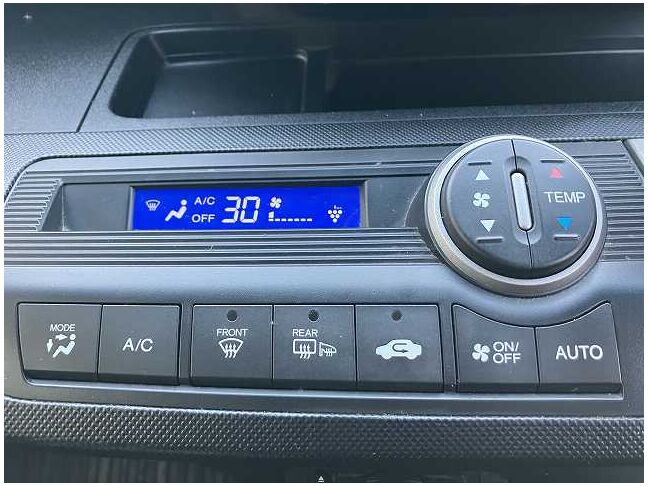 A/C
OFF
30
TEMP
MODE
A/C
FRONT
REAR
ON/
OFF
AUTO